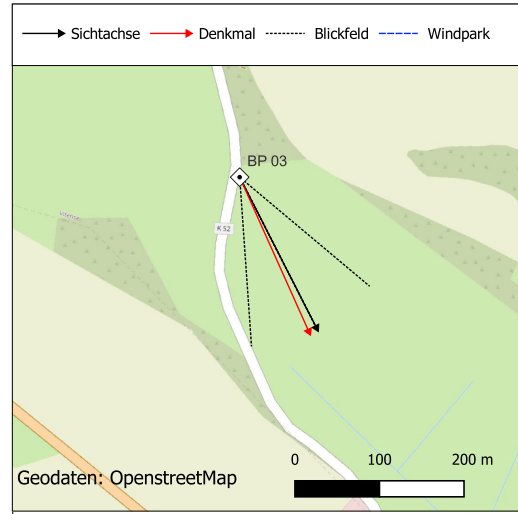 Sichtachse Denkmal Blickfeld Windpark
BP 03
K 52
0 100 200 m
Geodaten: OpenstreetMap